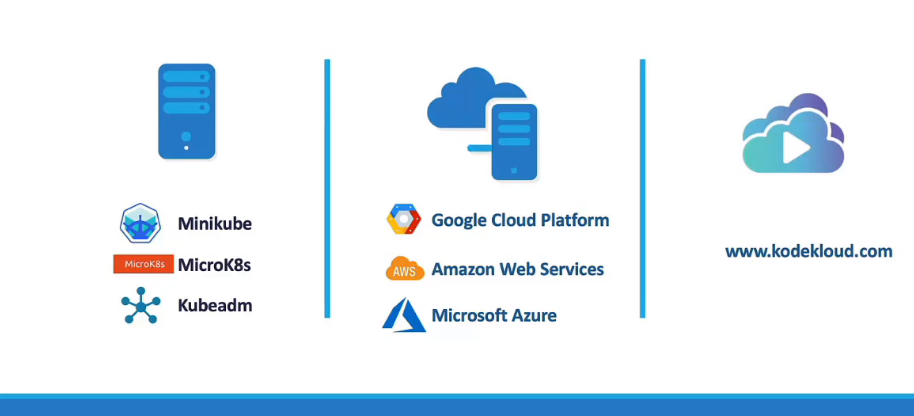 Minikube
MicroK8s
MicroK8s
Kubeadm
Google Cloud Platform
AWS
Amazon Web Services
Microsoft Azure
www.kodekloud.com